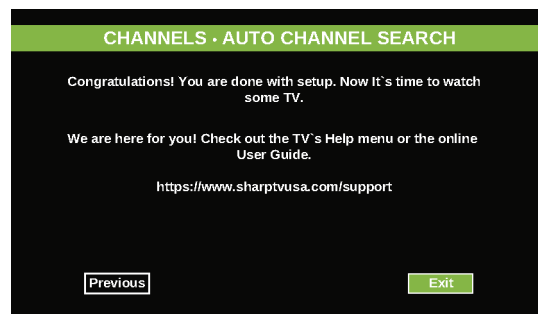 CHANNELS • AUTO CHANNEL SEARCH
Congratulations! You are done with setup. Now It`s time to watch
some TV.
We are here for you! Check out the TV`s Help menu or the online
User Guide.
https://www.sharptvusa.com/support
Previous
Exit